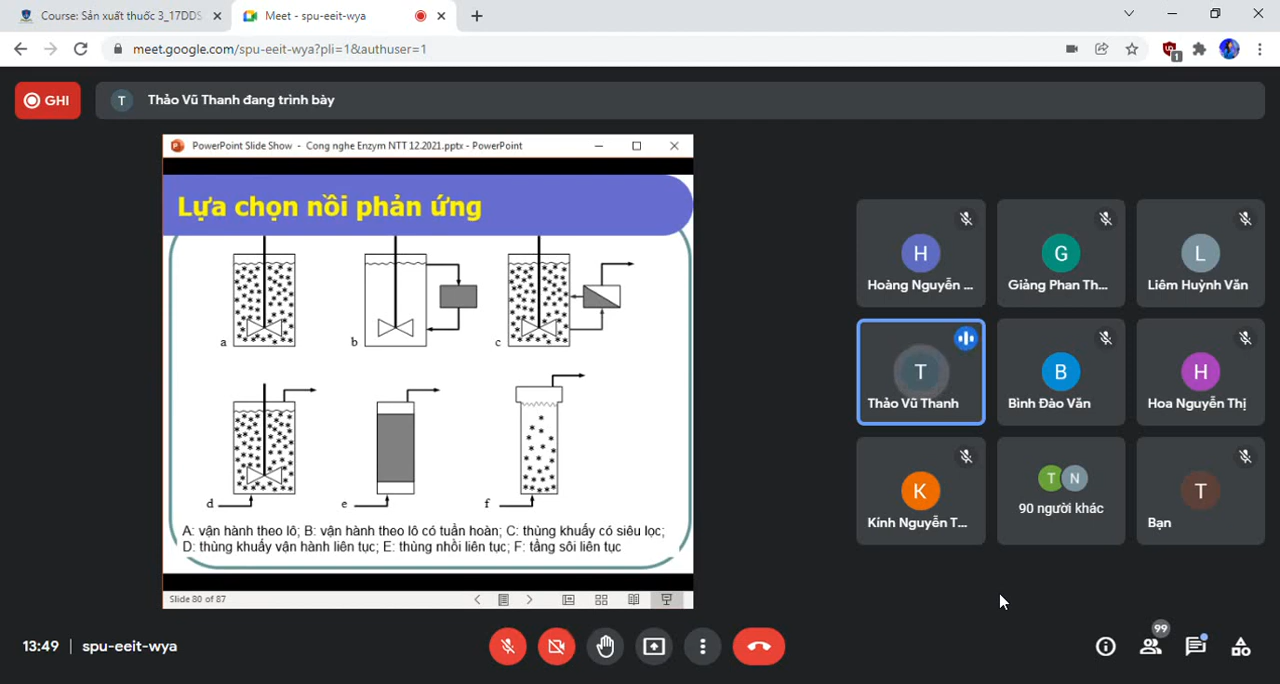 Course: Sản xuất thuốc 3_17DDS
Meet - spu-eeit-wya
meet.google.com/spu-eeit-wya?pli=1&authuser=1
1
GHI
T
Thảo Vũ Thanh đang trình bày
PowerPoint Slide Show - Cong nghe Enzym NTT 12.2021.pptx - PowerPoint
Lựa chọn nồi phản ứng
a
b
c
d
e
f
A: vận hành theo lô; B: vận hành theo lô có tuần hoàn; C: thùng khuấy có siêu lọc;
D: thùng khuấy vận hành liên tục; E: thùng nhồi liên tục; F: tầng sôi liên tục
Slide 80 of 87
H
Hoàng Nguyễn ...
G
Giảng Phan Th...
L
Liêm Huỳnh Văn
T
Thảo Vũ Thanh
B
Bình Đào Văn
H
Hoa Nguyễn Thị
K
Kính Nguyễn T...
T N
90 người khác
T
Bạn
13:49 | spu-eeit-wya
99